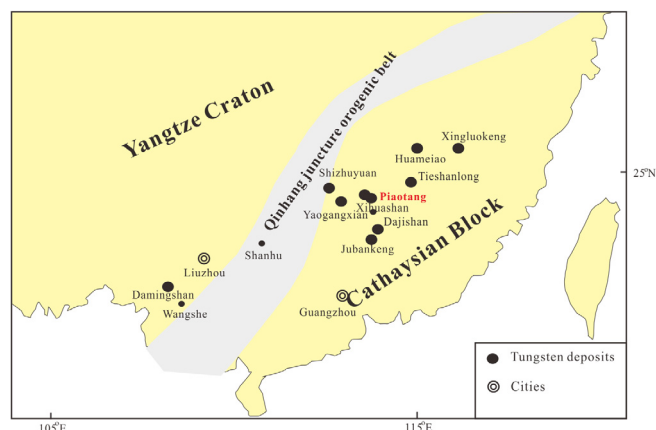 Yangtze Craton
Qinhang juncture orogenic belt
Xingluokeng
Huameiao
25°N
Shizhuyuan
Tieshanlong
Piaotang
Yaogangxian
Xihuashan
Dajishan
Jubankeng
Shanhu
Cathaysian Block
Liuzhou
Damingshan
Wangshe
Guangzhou
Tungsten deposits
Cities
105°E
115°E